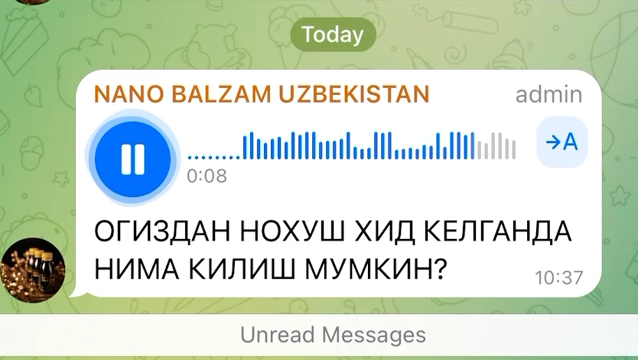 Today
NANO BALZAM UZBEKISTAN admin
→A
0:08
ОГИЗДАН НОХУШ ХИД КЕЛГАНДА
НИМА КИЛИШ МУМКИН?
10:37
Unread Messages